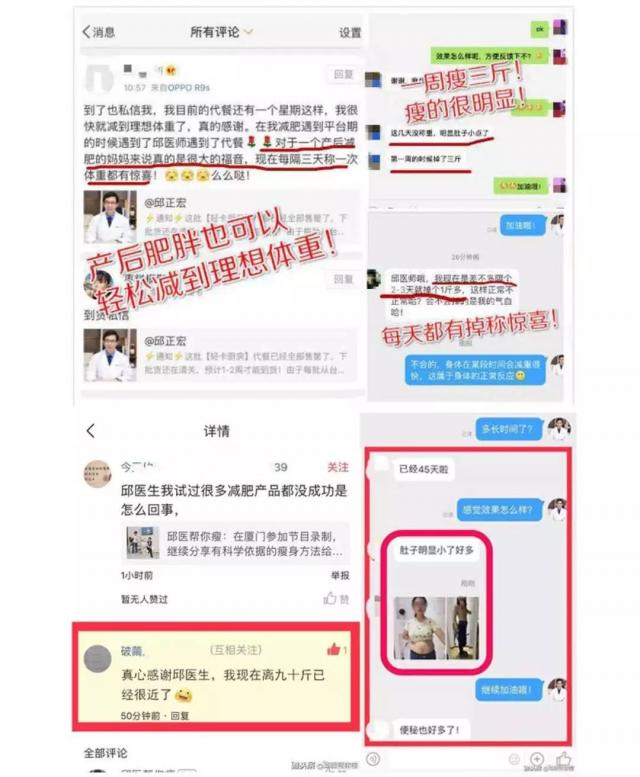 消息
所有评论
设置
10:57 来自OPPO R9s
回复
到了也私信我，我目前的代餐还有一个星期这样，我很
快就减到理想体重了，真的感谢。在我减肥遇到平台期
的时候遇到了邱医师遇到了代餐🌹🌹对于一个产后减
肥的妈妈来说真的是很大的福音，现在每隔三天称一次
体重都有惊喜！😲😲😲么么哒！
@邱正宏
⚡通知⚡这批【轻卡厨房】代餐已经全部售罄了。下
产后肥胖也可以
轻松减到理想体重！
回复
到货私信
@邱正宏
⚡通知⚡这批【轻卡厨房】代餐已经全部售罄了。下
批货还在清关，预计1-2周才能到货！由于每批从台...
ok
效果怎么样呢，方便反馈下不？
一周瘦三斤！
瘦的很明显！
这几天没称重，明显肚子小点了
第一周的时候掉了三斤
加油哦！
加油哦！
26分钟前
邱医师哦，我现在是差不多隔个
2-3天就掉个1斤多，这样正常不
哈！
每天都有掉称惊喜！
刚刚
不会的，身体在某段时间会减重很
快，这属于身体的正常反应
详情
39
关注
邱医生我试过很多减肥产品都没成功是
怎么回事，
邱医帮你瘦：在厦门参加节目录制，
继续分享有科学依据的瘦身方法给...
1小时前
举报
暂无人赞过
赞
破茧,
(互相关注)
1
真心感谢邱医生，我现在离九十斤已
经很近了
50分钟前·回复
全部评论
多长时间了？
已经45天啦
感觉效果怎么样？
肚子明显小了好多
刚刚
继续加油哦！
便秘也好多了！